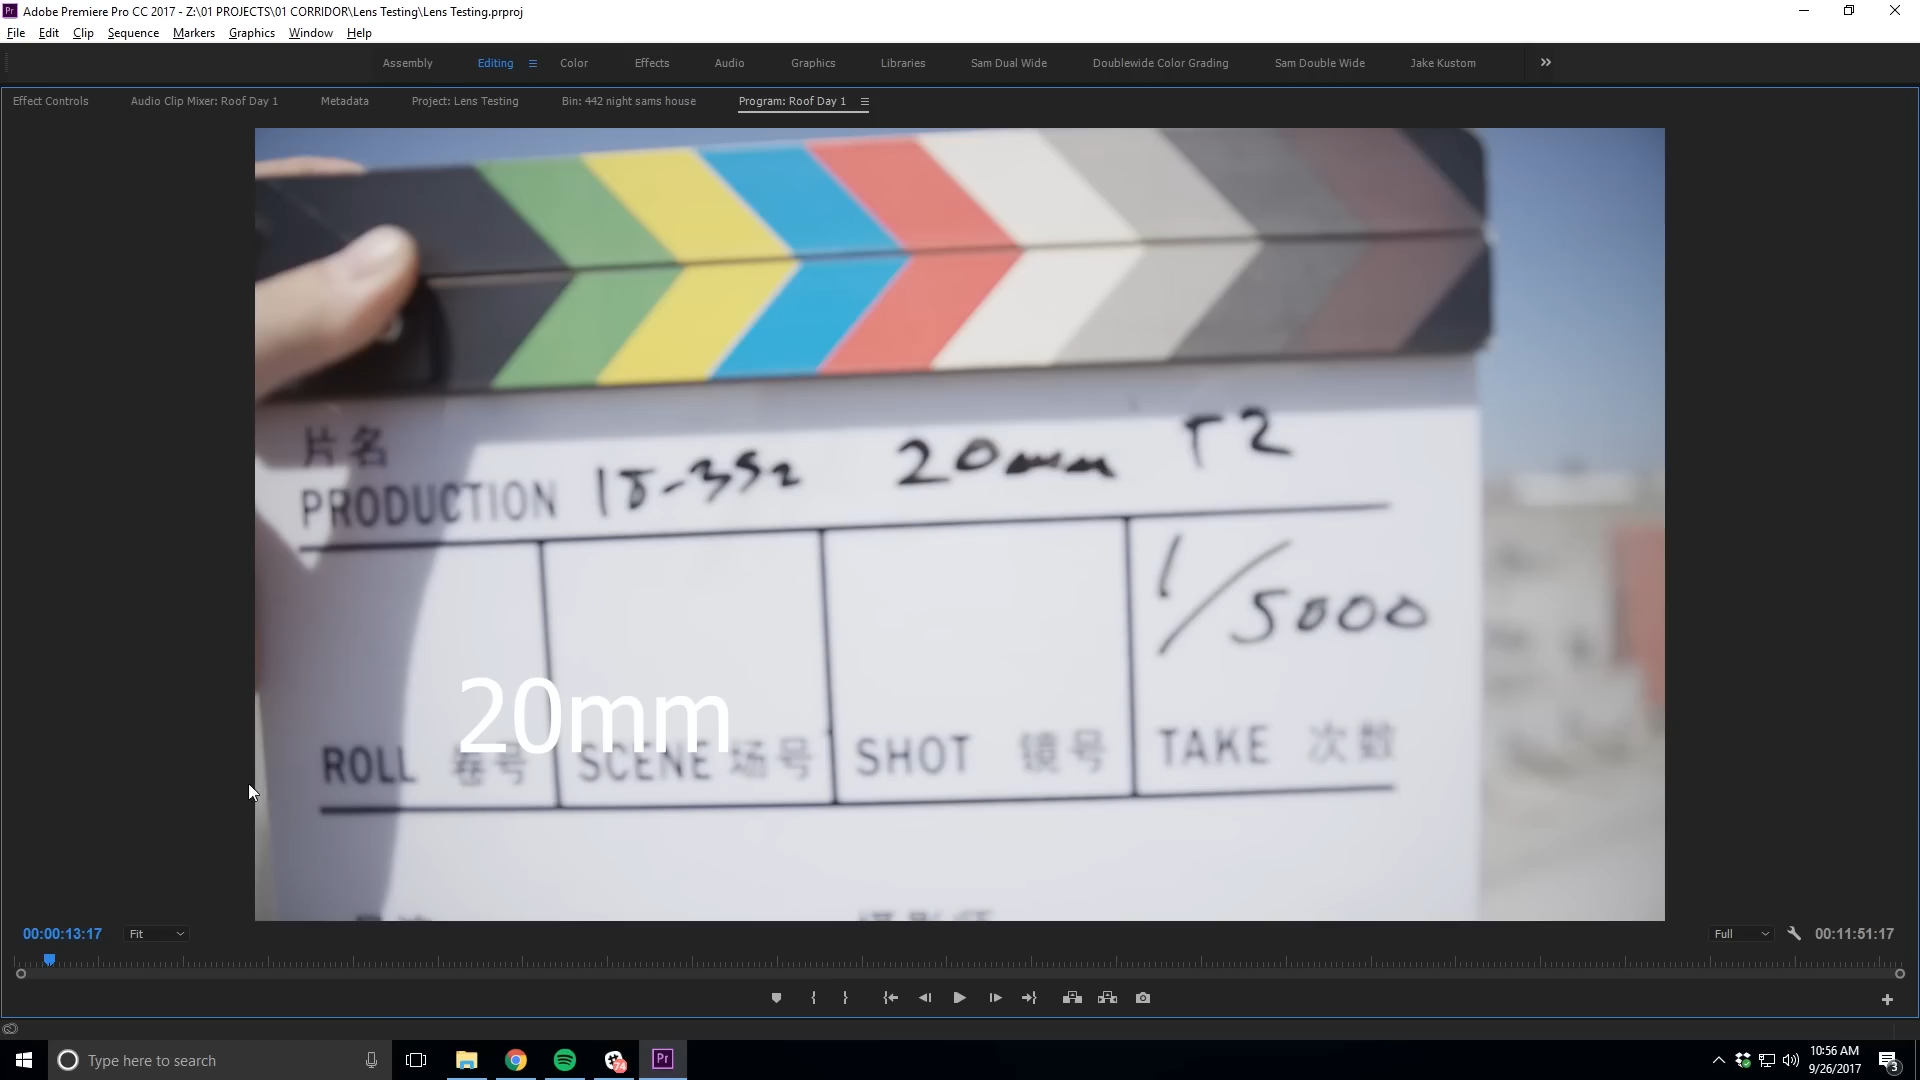 Adobe Premiere Pro CC 2017 - Z:\01 PROJECTS\01 CORRIDOR\Lens Testing\Lens Testing.prproj
File Edit Clip Sequence Markers Graphics Window Help
Assembly Editing Color Effects Audio Graphics Libraries Sam Dual Wide Doublewide Color Grading Sam Double Wide Jake Kustom
Effect Controls Audio Clip Mixer: Roof Day 1 Metadata Project: Lens Testing Bin: 442 night sams house Program: Roof Day 1
片名
PRODUCTION 20mm T2
1/5000
20mm
ROLL 卷号 SCENE 场号 SHOT 镜号 TAKE 次数
00:00:13:17 Fit Full 00:11:51:17
Type here to search
74
Pr
10:56 AM
9/26/2017
3